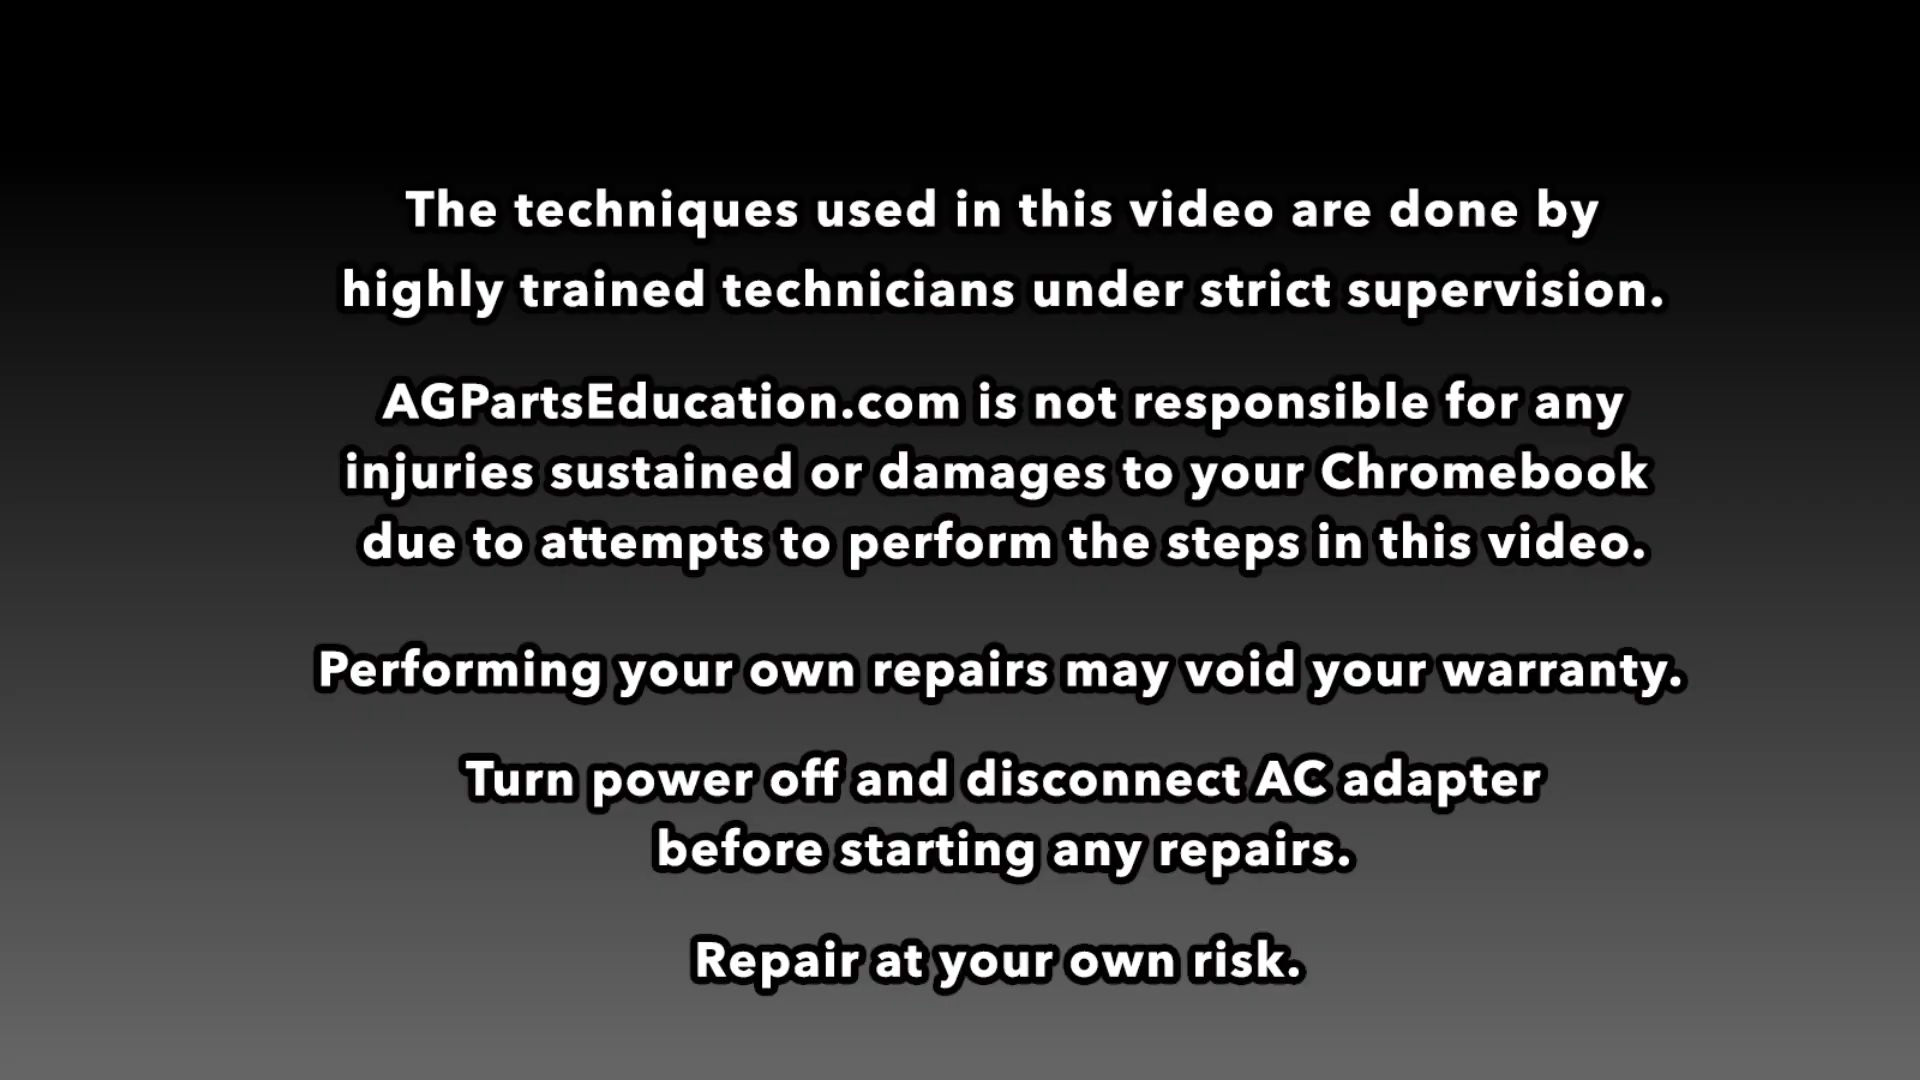 The techniques used in this video are done by
highly trained technicians under strict supervision.
AGPartsEducation.com is not responsible for any
injuries sustained or damages to your Chromebook
due to attempts to perform the steps in this video.
Performing your own repairs may void your warranty.
Turn power off and disconnect AC adapter
before starting any repairs.
Repair at your own risk.